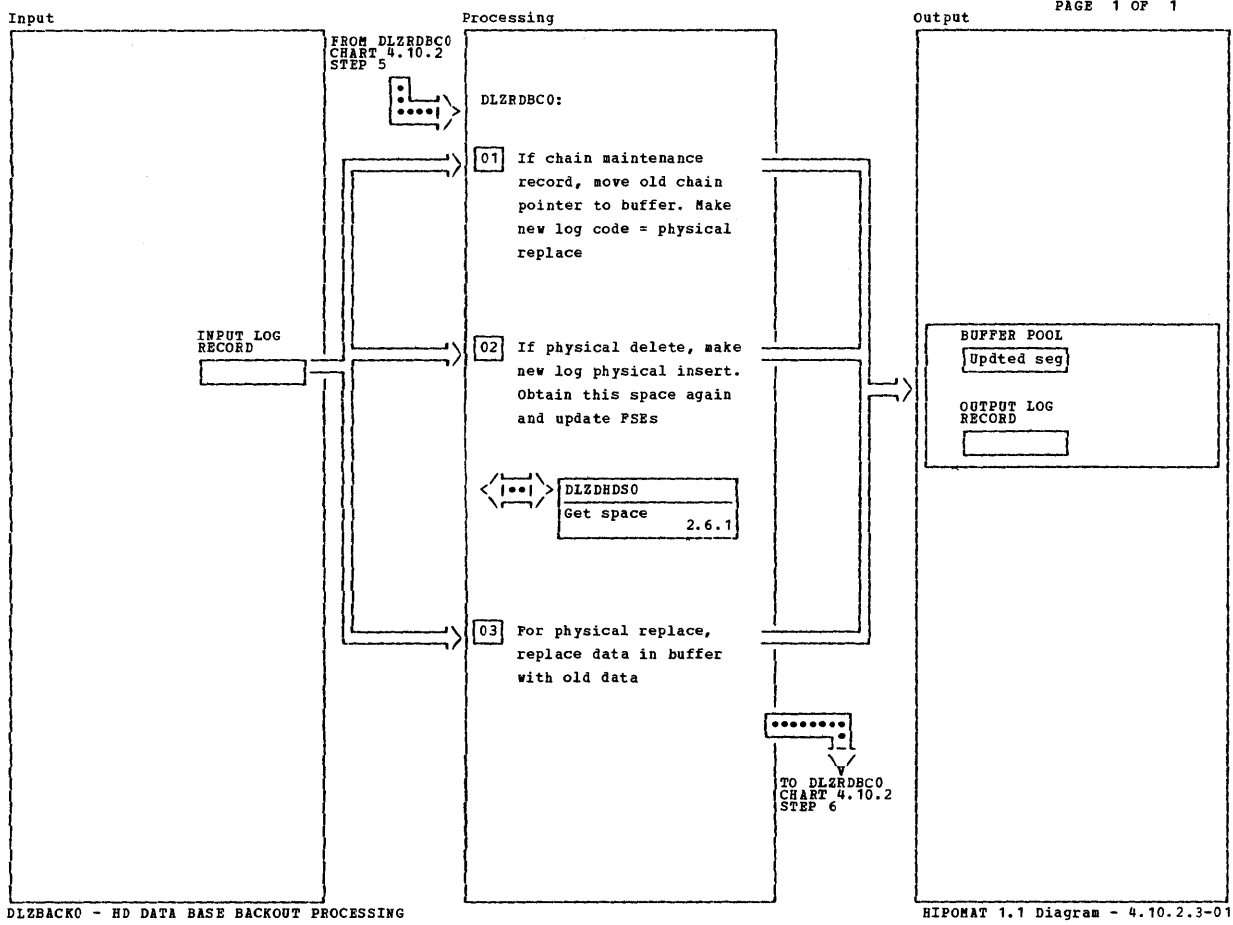 PAGE 1 OF 1
Input
Processing
Output
FROM DLZRDBC0
CHART 4.10.2
STEP 5
DLZRDBC0:
01 If chain maintenance
record, move old chain
pointer to buffer. Make
new log code = physical
replace
INPUT LOG
RECORD
02 If physical delete, make
new log physical insert.
Obtain this space again
and update FSEs
BUFFER POOL
Updted seg
OUTPUT LOG
RECORD
DLZDHDS0
Get space
2.6.1
03 For physical replace,
replace data in buffer
with old data
TO DLZRDBC0
CHART 4.10.2
STEP 6
DLZBACK0 - HD DATA BASE BACKOUT PROCESSING
HIPOMAT 1.1 Diagram - 4.10.2.3-01